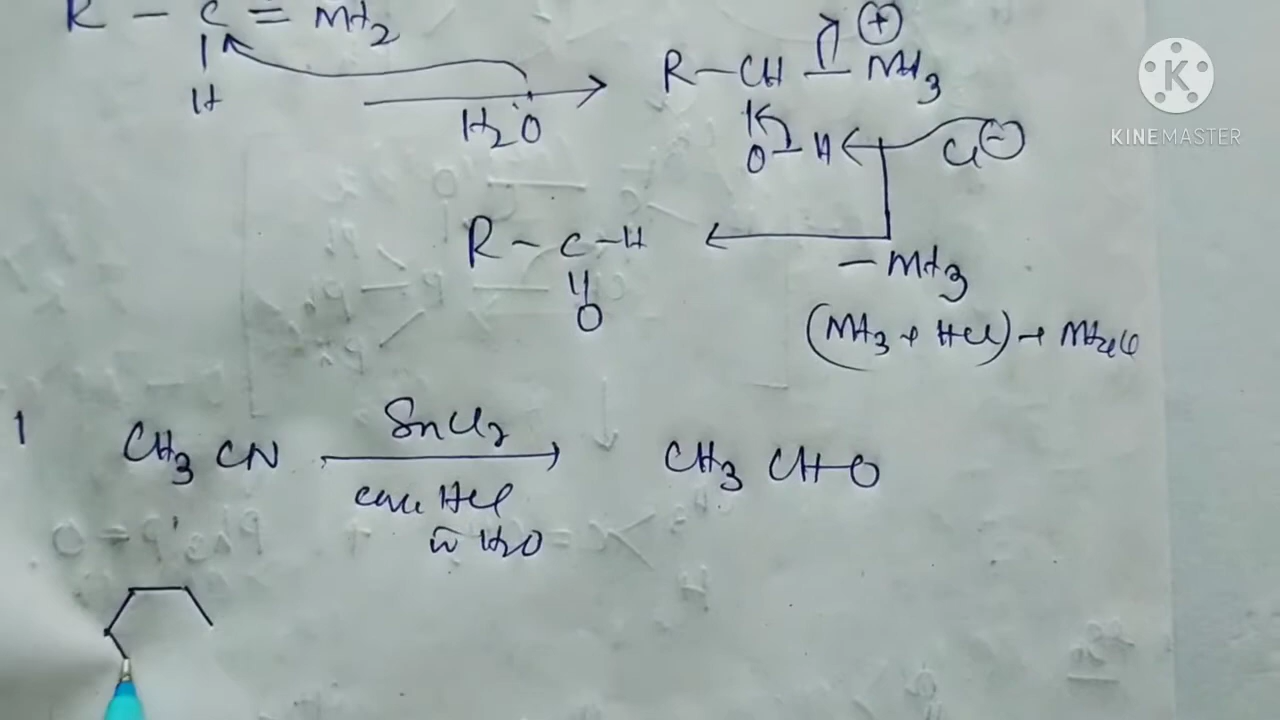 R - C = NH2
H
H2O
R - CH - NH3 ⊕
O - H Cl ⊖
KINEMASTER
R - C - H
O
- NH3
(NH3 + HCl) → NH4Cl
1 CH3 CN SnCl2 CH3 CHO
conc HCl
in H2O